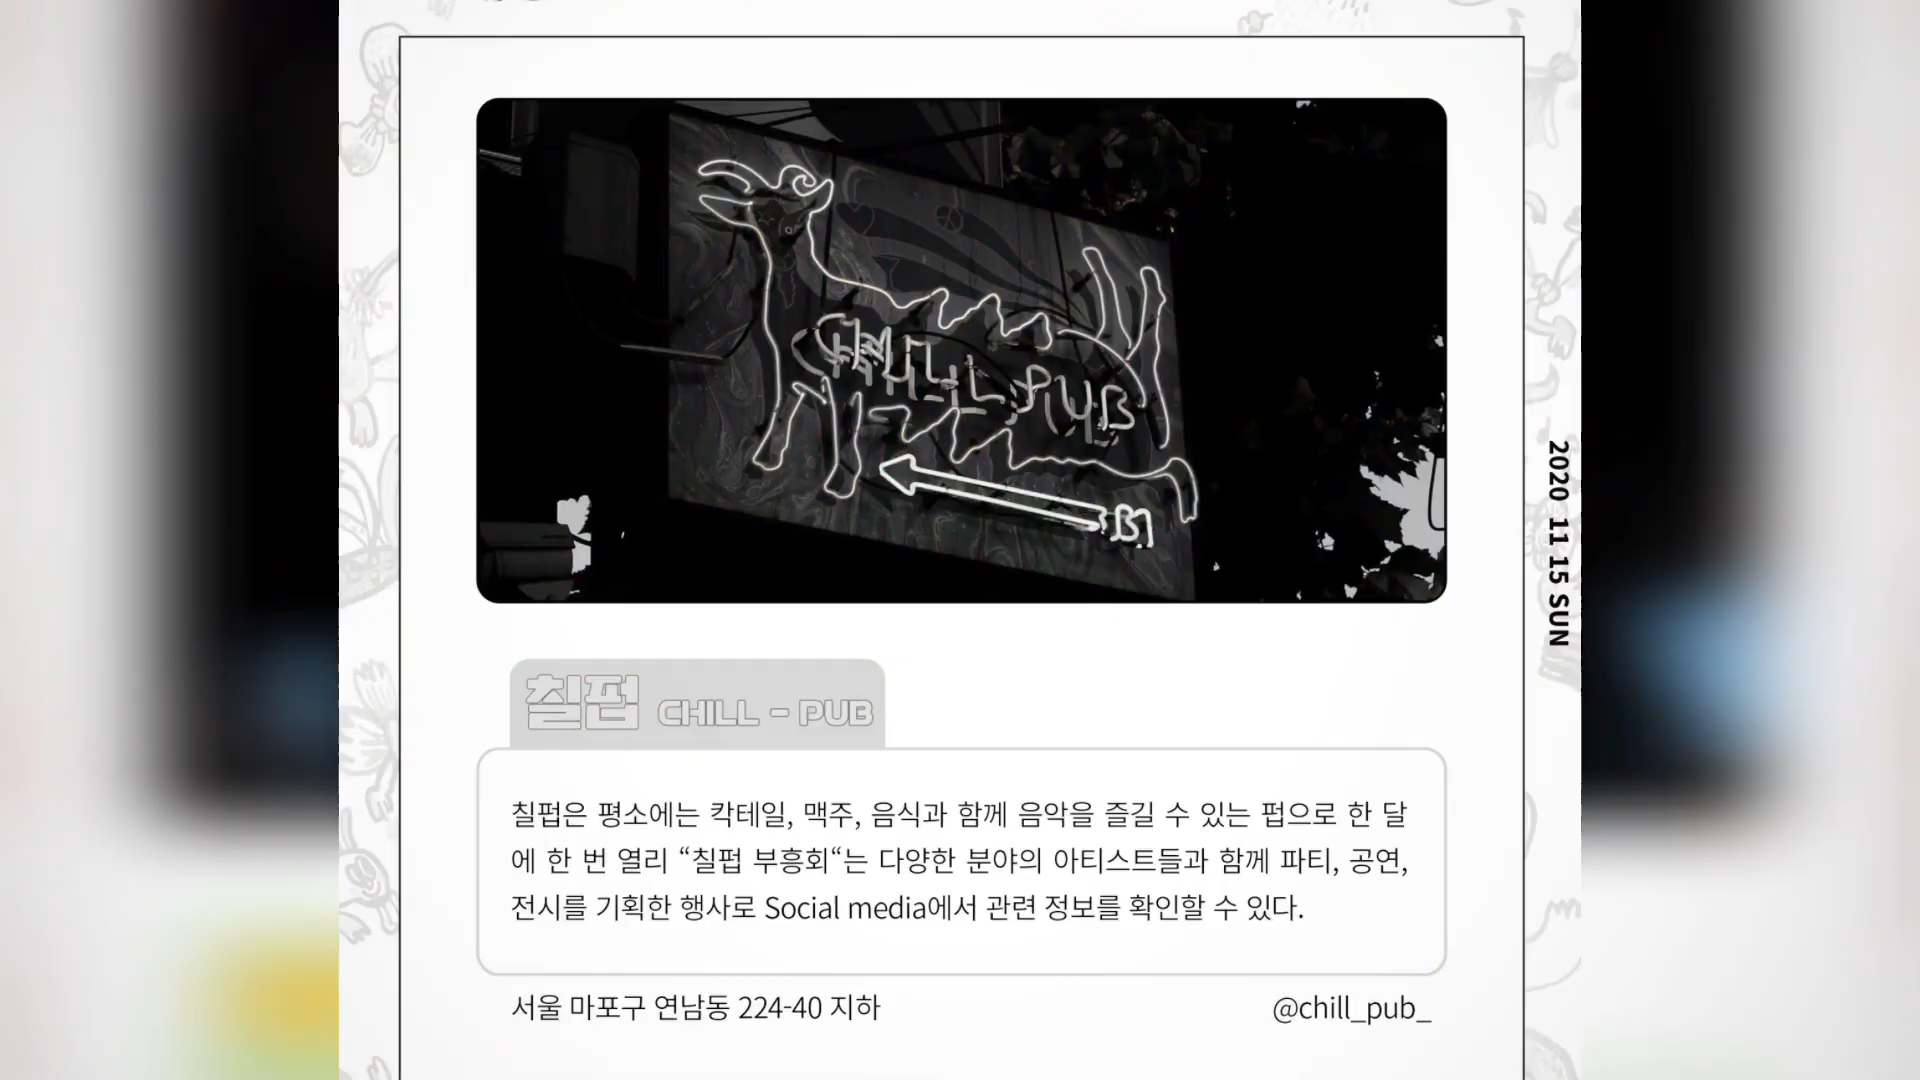 CHILL PUB
B1
칠펍 CHILL - PUB
칠펍은 평소에는 칵테일, 맥주, 음식과 함께 음악을 즐길 수 있는 펍으로 한 달
에 한 번 열리 “칠펍 부흥회“는 다양한 분야의 아티스트들과 함께 파티, 공연,
전시를 기획한 행사로 Social media에서 관련 정보를 확인할 수 있다.
서울 마포구 연남동 224-40 지하
@chill_pub_
2020 11 15 SUN